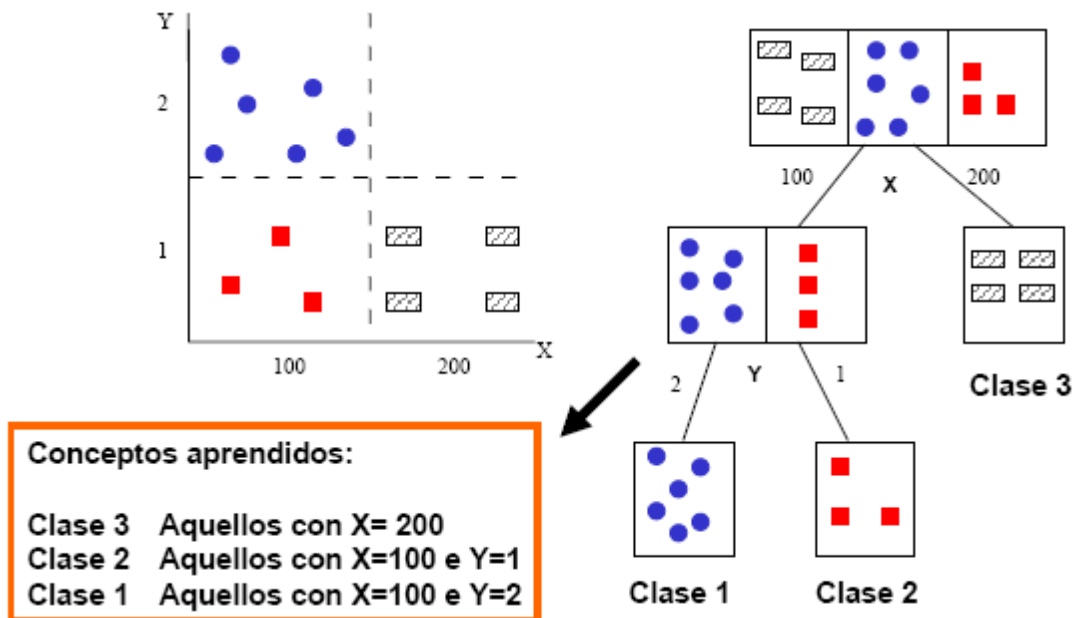 Y
2
1
100
200
X
100
X
200
2
Y
1
Clase 3
Clase 1
Clase 2
Conceptos aprendidos:
Clase 3 Aquellos con X= 200
Clase 2 Aquellos con X=100 e Y=1
Clase 1 Aquellos con X=100 e Y=2